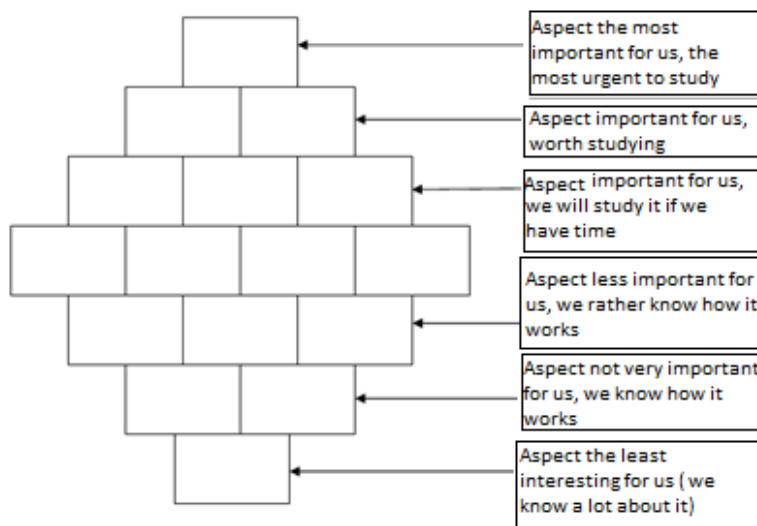 Aspect the most
important for us, the
most urgent to study
Aspect important for us,
worth studying
Aspect important for us,
we will study it if we
have time
Aspect less important for
us, we rather know how it
works
Aspect not very important
for us, we know how it
works
Aspect the least
interesting for us ( we
know a lot about it)